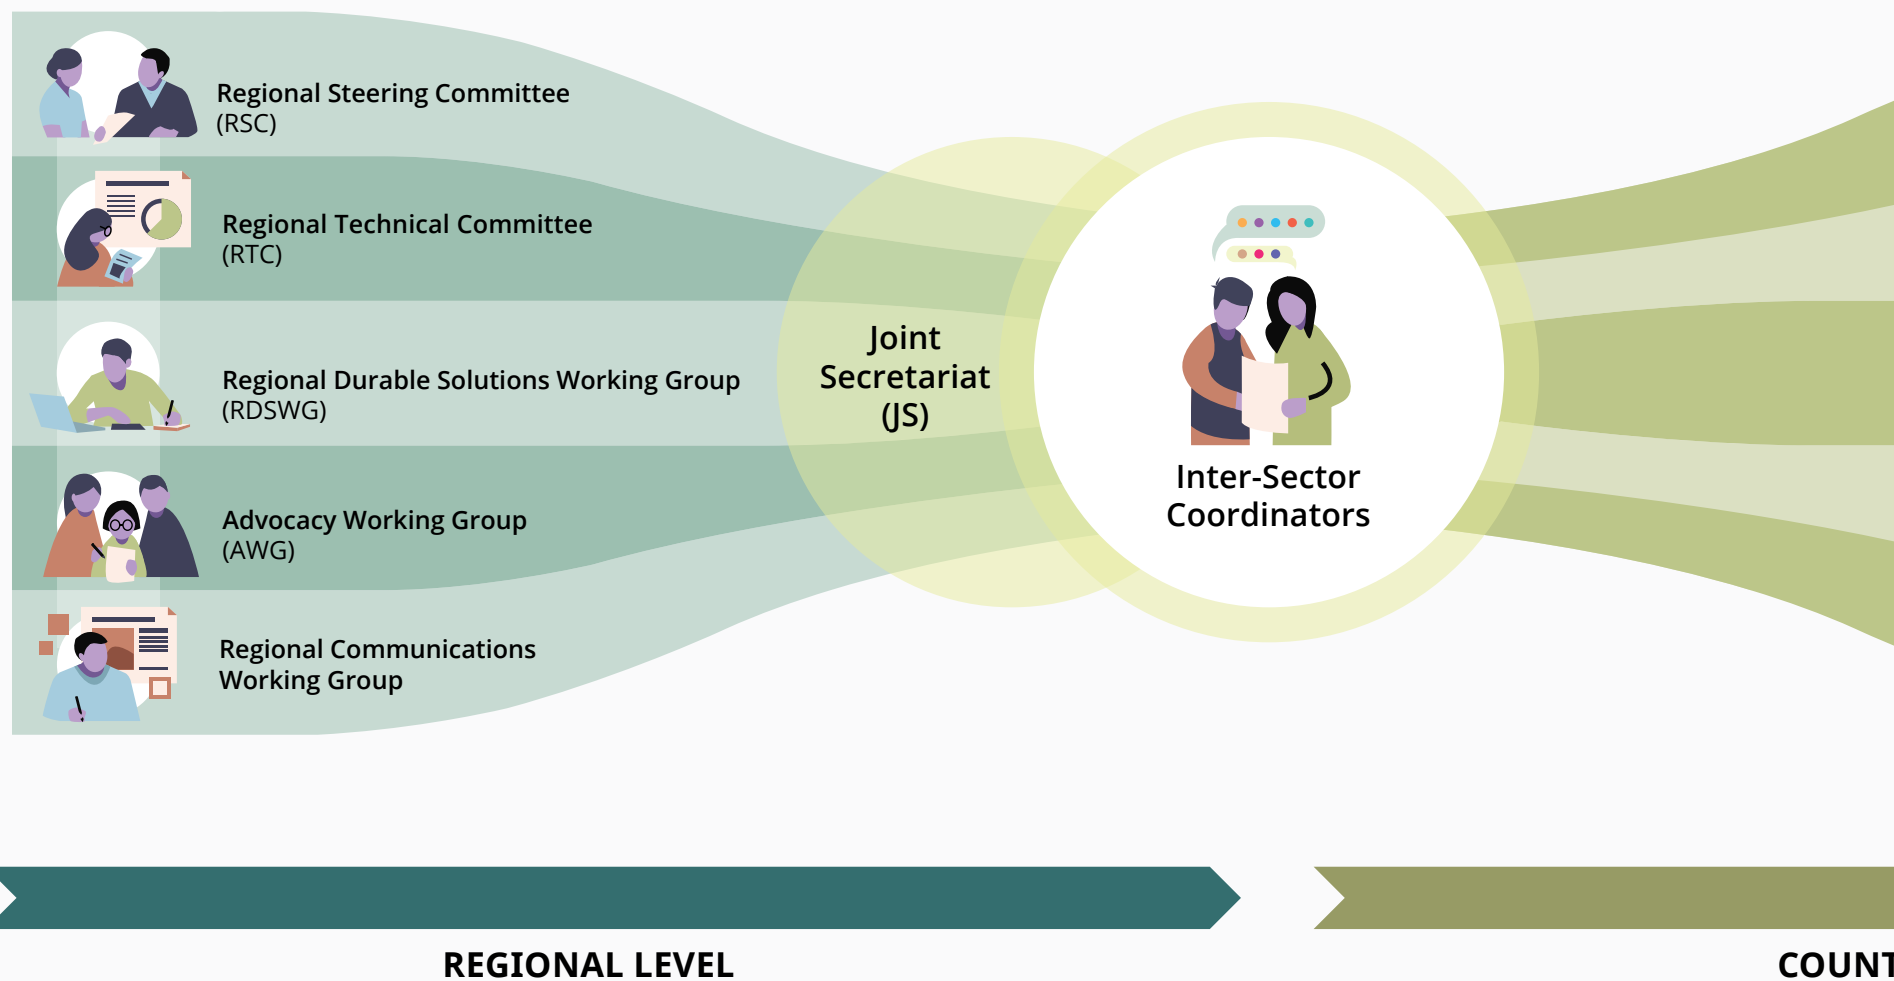 Regional Steering Committee
(RSC)
Regional Technical Committee
(RTC)
Regional Durable Solutions Working Group
(RDSWG)
Advocacy Working Group
(AWG)
Regional Communications
Working Group
Joint
Secretariat
(JS)
Inter-Sector
Coordinators
REGIONAL LEVEL
COUNT